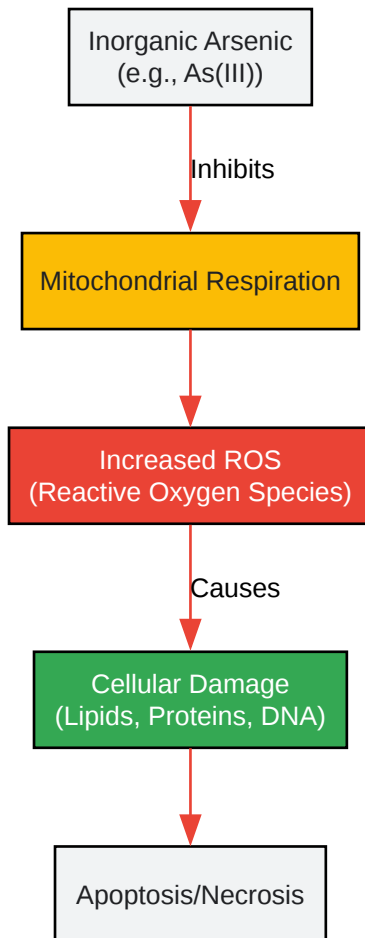 Inorganic Arsenic
(e.g., As(III))
Inhibits
Mitochondrial Respiration
Increased ROS
(Reactive Oxygen Species)
Causes
Cellular Damage
(Lipids, Proteins, DNA)
Apoptosis/Necrosis